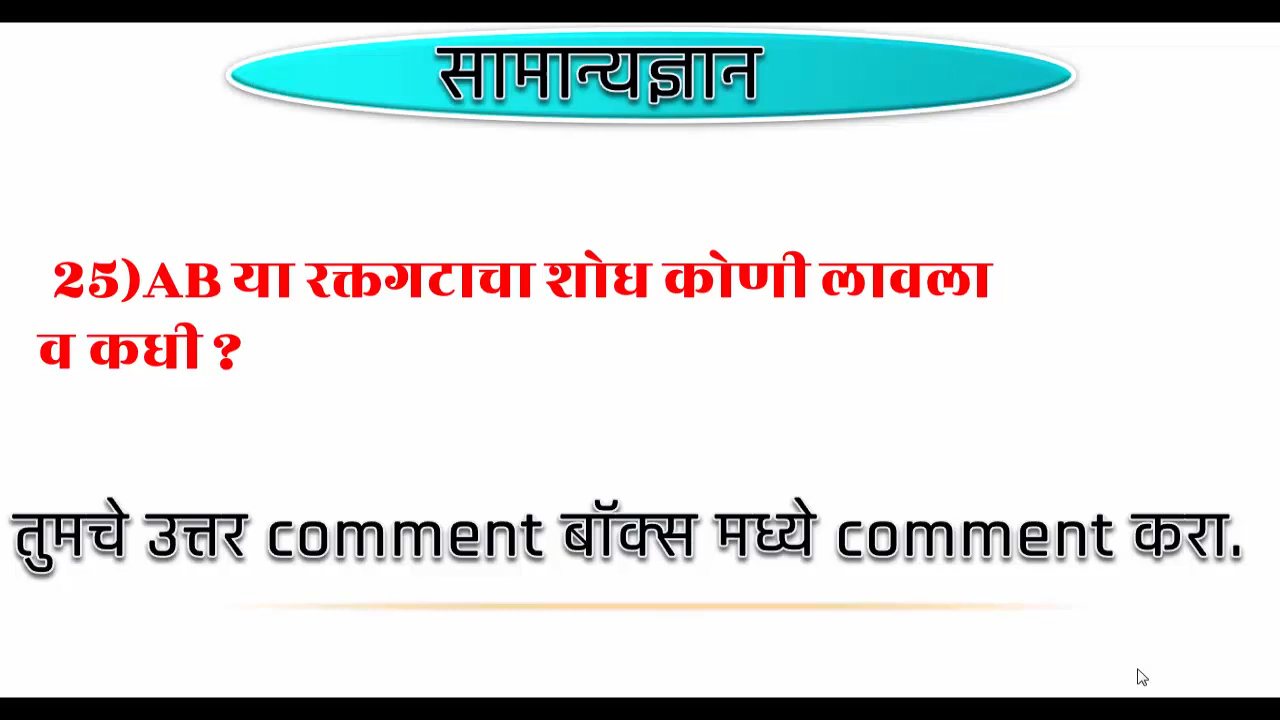 सामान्यज्ञान
25)AB या रक्तगटाचा शोध कोणी लावला
व कधी ?
तुमचे उत्तर comment बॉक्स मध्ये comment करा.